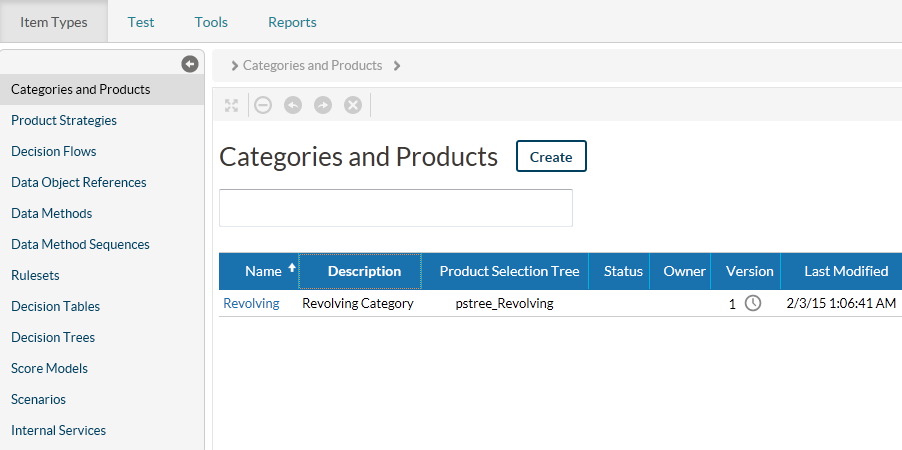 Item Types Test Tools Reports
Categories and Products
Categories and Products
Product Strategies
Decision Flows
Data Object References
Data Methods
Data Method Sequences
Rulesets
Decision Tables
Decision Trees
Score Models
Scenarios
Internal Services
Categories and Products Create
Name Description Product Selection Tree Status Owner Version Last Modified
Revolving Revolving Category pstree_Revolving 1 2/3/15 1:06:41 AM